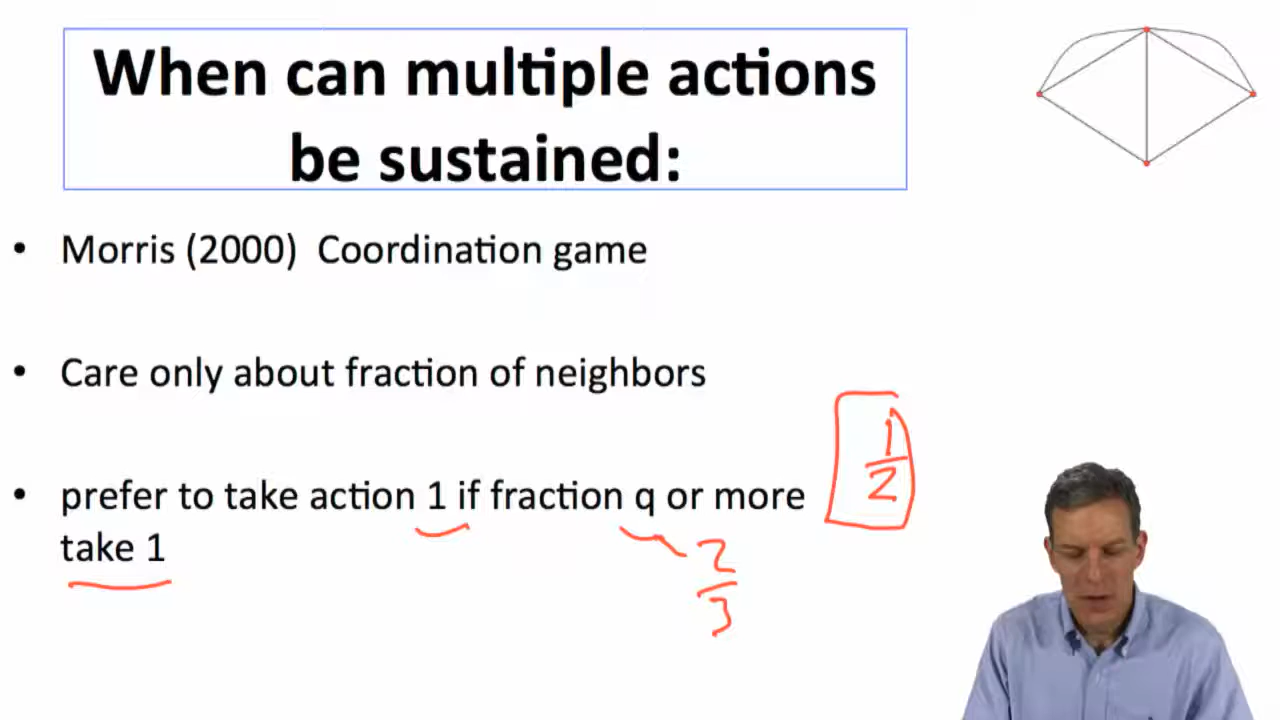 When can multiple actions
be sustained:
• Morris (2000) Coordination game
• Care only about fraction of neighbors
• prefer to take action 1 if fraction q or more
take 1
1/2
2/3